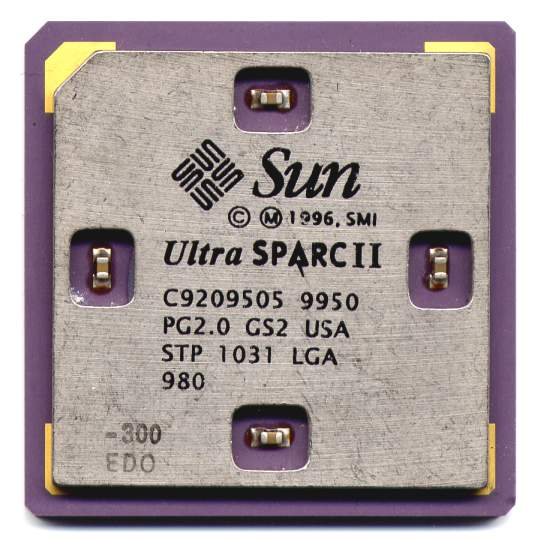 Sun
© Ⓜ 1996, SMI
Ultra SPARC II
C9209505 9950
PG2.0 GS2 USA
STP 1031 LGA
980
-300
EDO